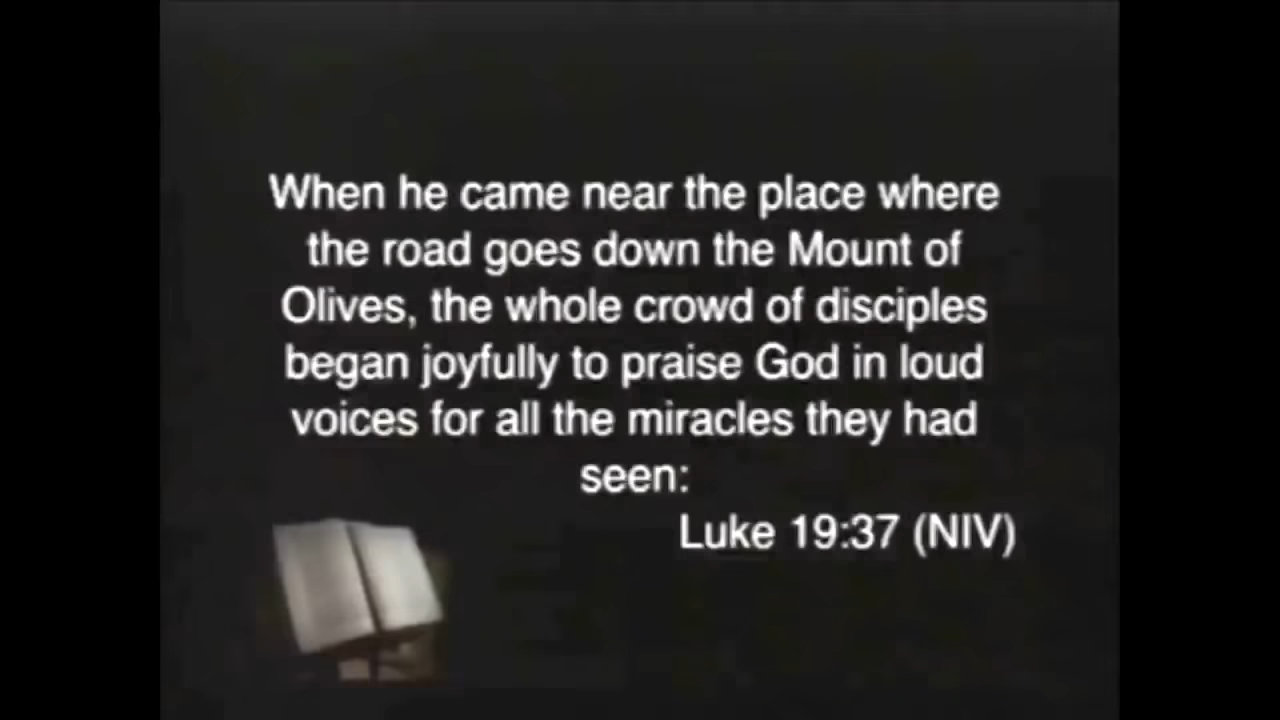 When he came near the place where
the road goes down the Mount of
Olives, the whole crowd of disciples
began joyfully to praise God in loud
voices for all the miracles they had
seen:
Luke 19:37 (NIV)